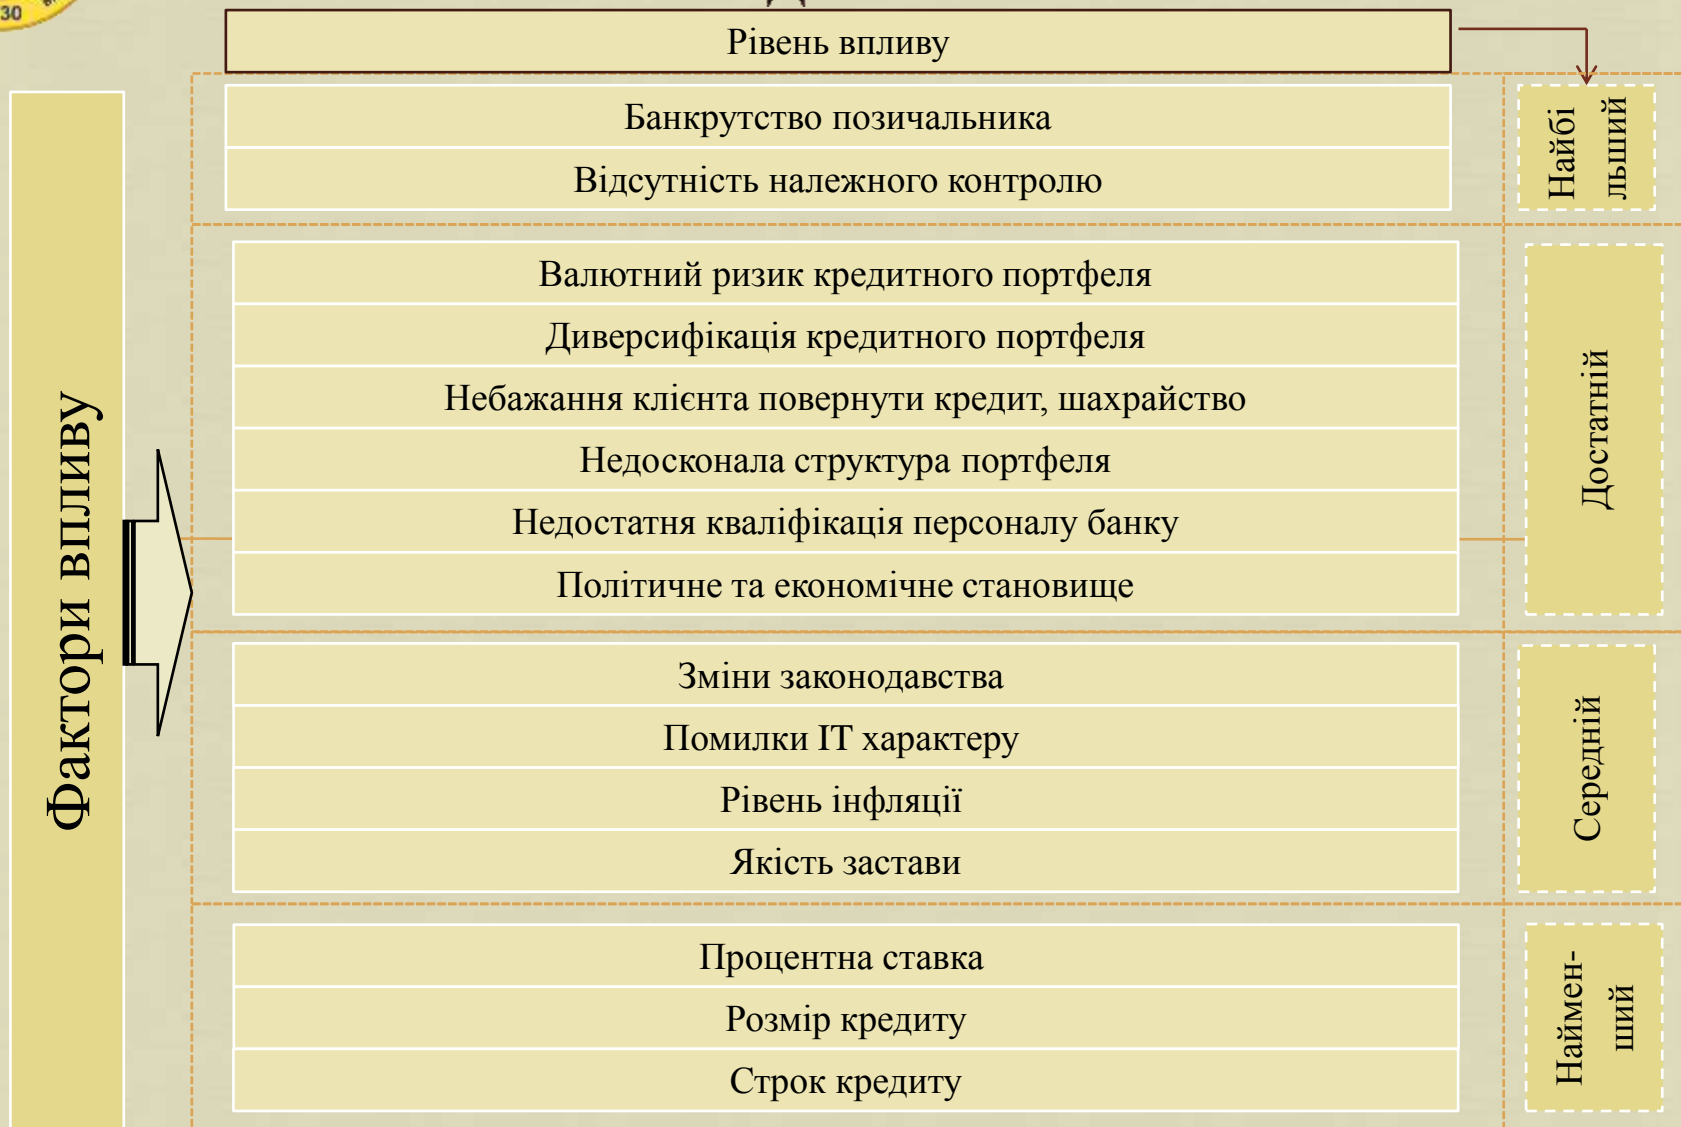 30
Рівень впливу
Фактори впливу
Банкрутство позичальника
Відсутність належного контролю
Найбі
льший
Валютний ризик кредитного портфеля
Диверсифікація кредитного портфеля
Небажання клієнта повернути кредит, шахрайство
Недосконала структура портфеля
Недостатня кваліфікація персоналу банку
Політичне та економічне становище
Достатній
Зміни законодавства
Помилки ІТ характеру
Рівень інфляції
Якість застави
Середній
Процентна ставка
Розмір кредиту
Строк кредиту
Наймен-
ший